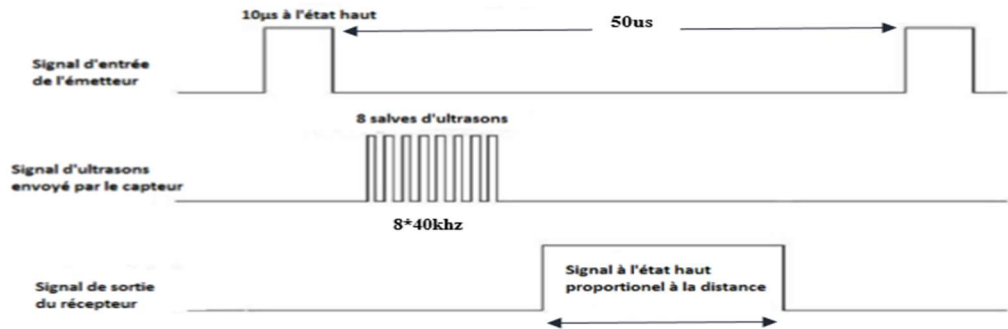 10µs à l'état haut
50us
Signal d'entrée
de l'émetteur
8 salves d'ultrasons
Signal d'ultrasons
envoyé par le capteur
8*40khz
Signal de sortie
du récepteur
Signal à l'état haut
proportionel à la distance